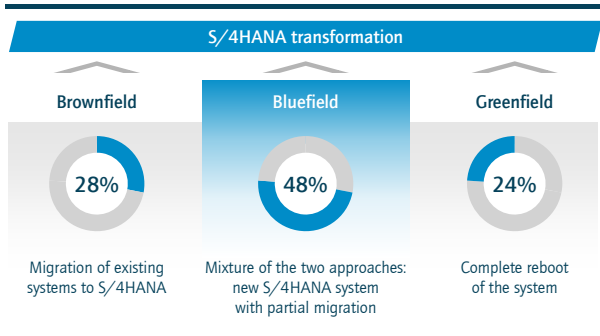 S/4HANA transformation
Brownfield
Bluefield
Greenfield
28%
48%
24%
Migration of existing
systems to S/4HANA
Mixture of the two approaches:
new S/4HANA system
with partial migration
Complete reboot
of the system